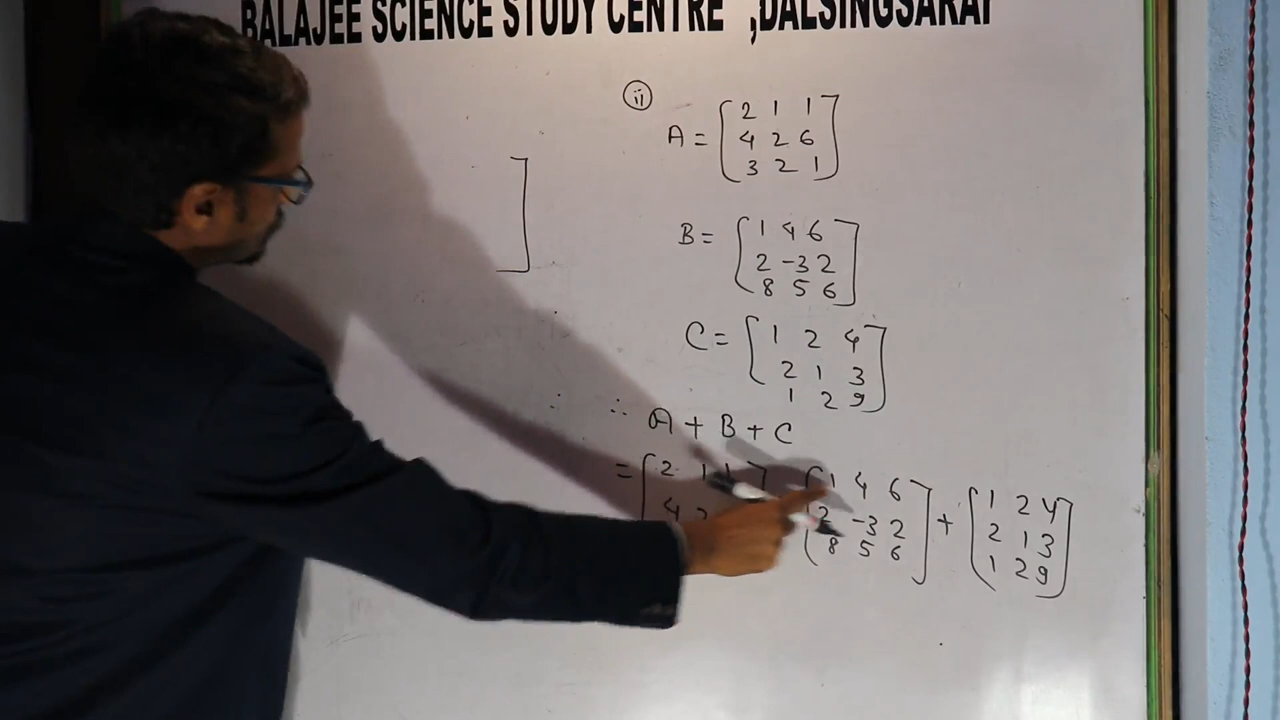 BALAJEE SCIENCE STUDY CENTRE ,DALSINGSARAI
ii
A = [2 1 1
4 2 6
3 2 1]
B = [1 4 6
2 -3 2
8 5 6]
C = [1 2 4
2 1 3
1 2 9]
∴ A + B + C
= [2 1 1] [1 4 6] + [1 2 4]
4 2 2 -3 2 2 1 3
8 5 6 1 2 9